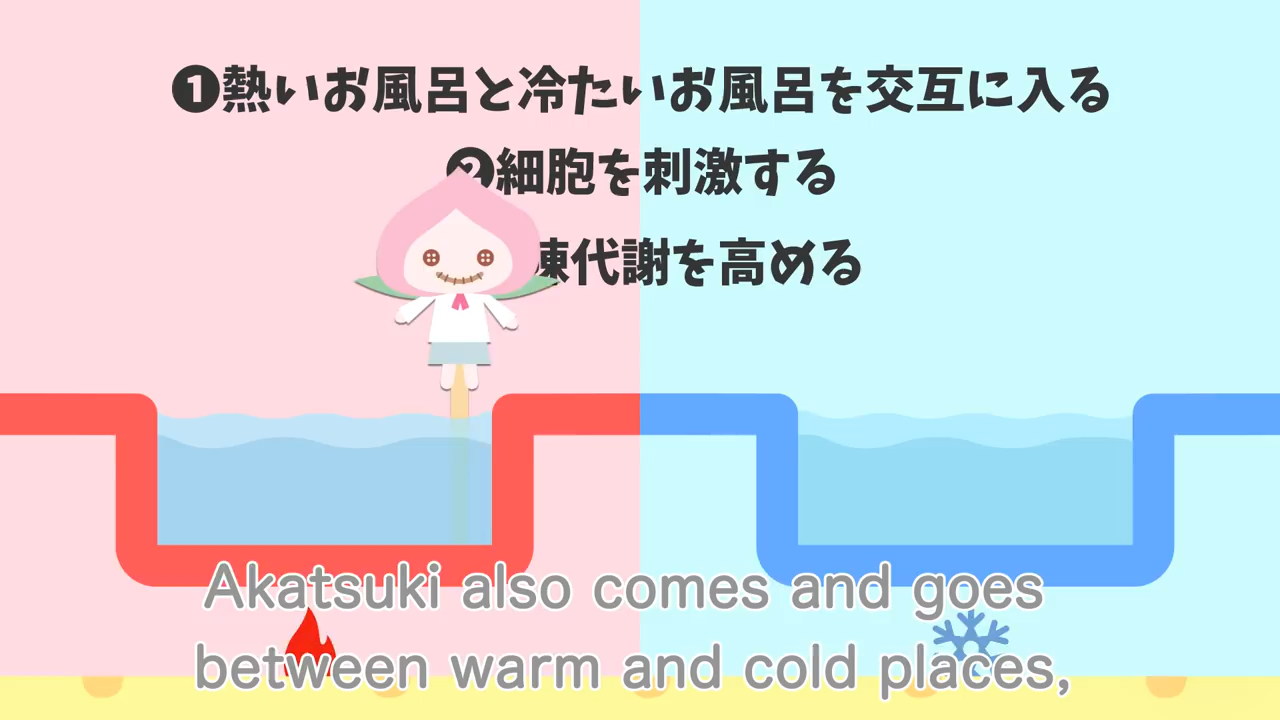 ❶熱いお風呂と冷たいお風呂を交互に入る
❷細胞を刺激する
代謝を高める
Akatsuki also comes and goes
between warm and cold places,